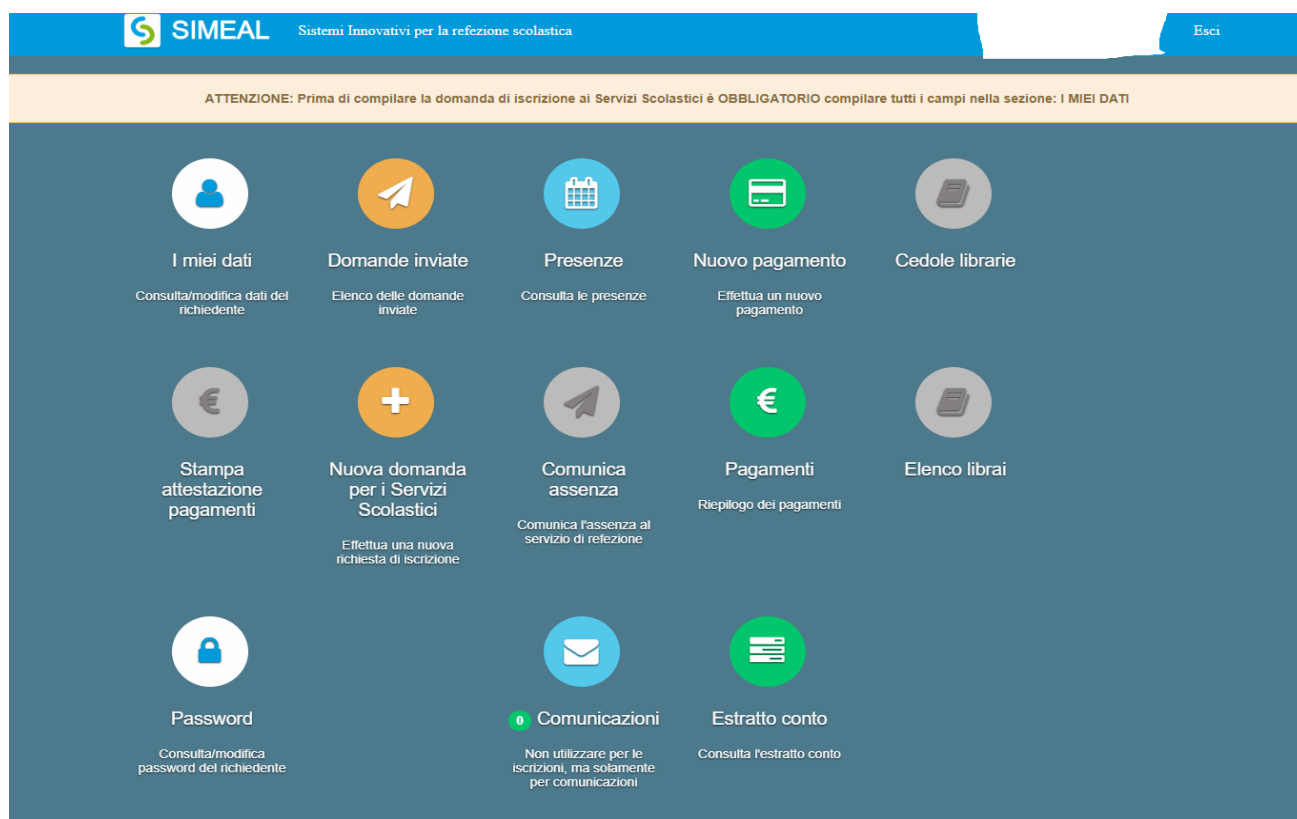 SIMEAL Sistemi Innovativi per la refezione scolastica Esci
ATTENZIONE: Prima di compilare la domanda di iscrizione ai Servizi Scolastici è OBBLIGATORIO compilare tutti i campi nella sezione: I MIEI DATI
I miei dati
Consulta/modifica dati del
richiedente
Domande inviate
Elenco delle domande
inviate
Presenze
Consulta le presenze
Nuovo pagamento
Effettua un nuovo
pagamento
Cedole librarie
€
Stampa
attestazione
pagamenti
Nuova domanda
per i Servizi
Scolastici
Effettua una nuova
richiesta di iscrizione
Comunica
assenza
Comunica l'assenza al
servizio di refezione
€
Pagamenti
Riepilogo dei pagamenti
Elenco librai
Password
Consulta/modifica
password del richiedente
0 Comunicazioni
Non utilizzare per le
iscrizioni, ma solamente
per comunicazioni
Estratto conto
Consulta l'estratto conto